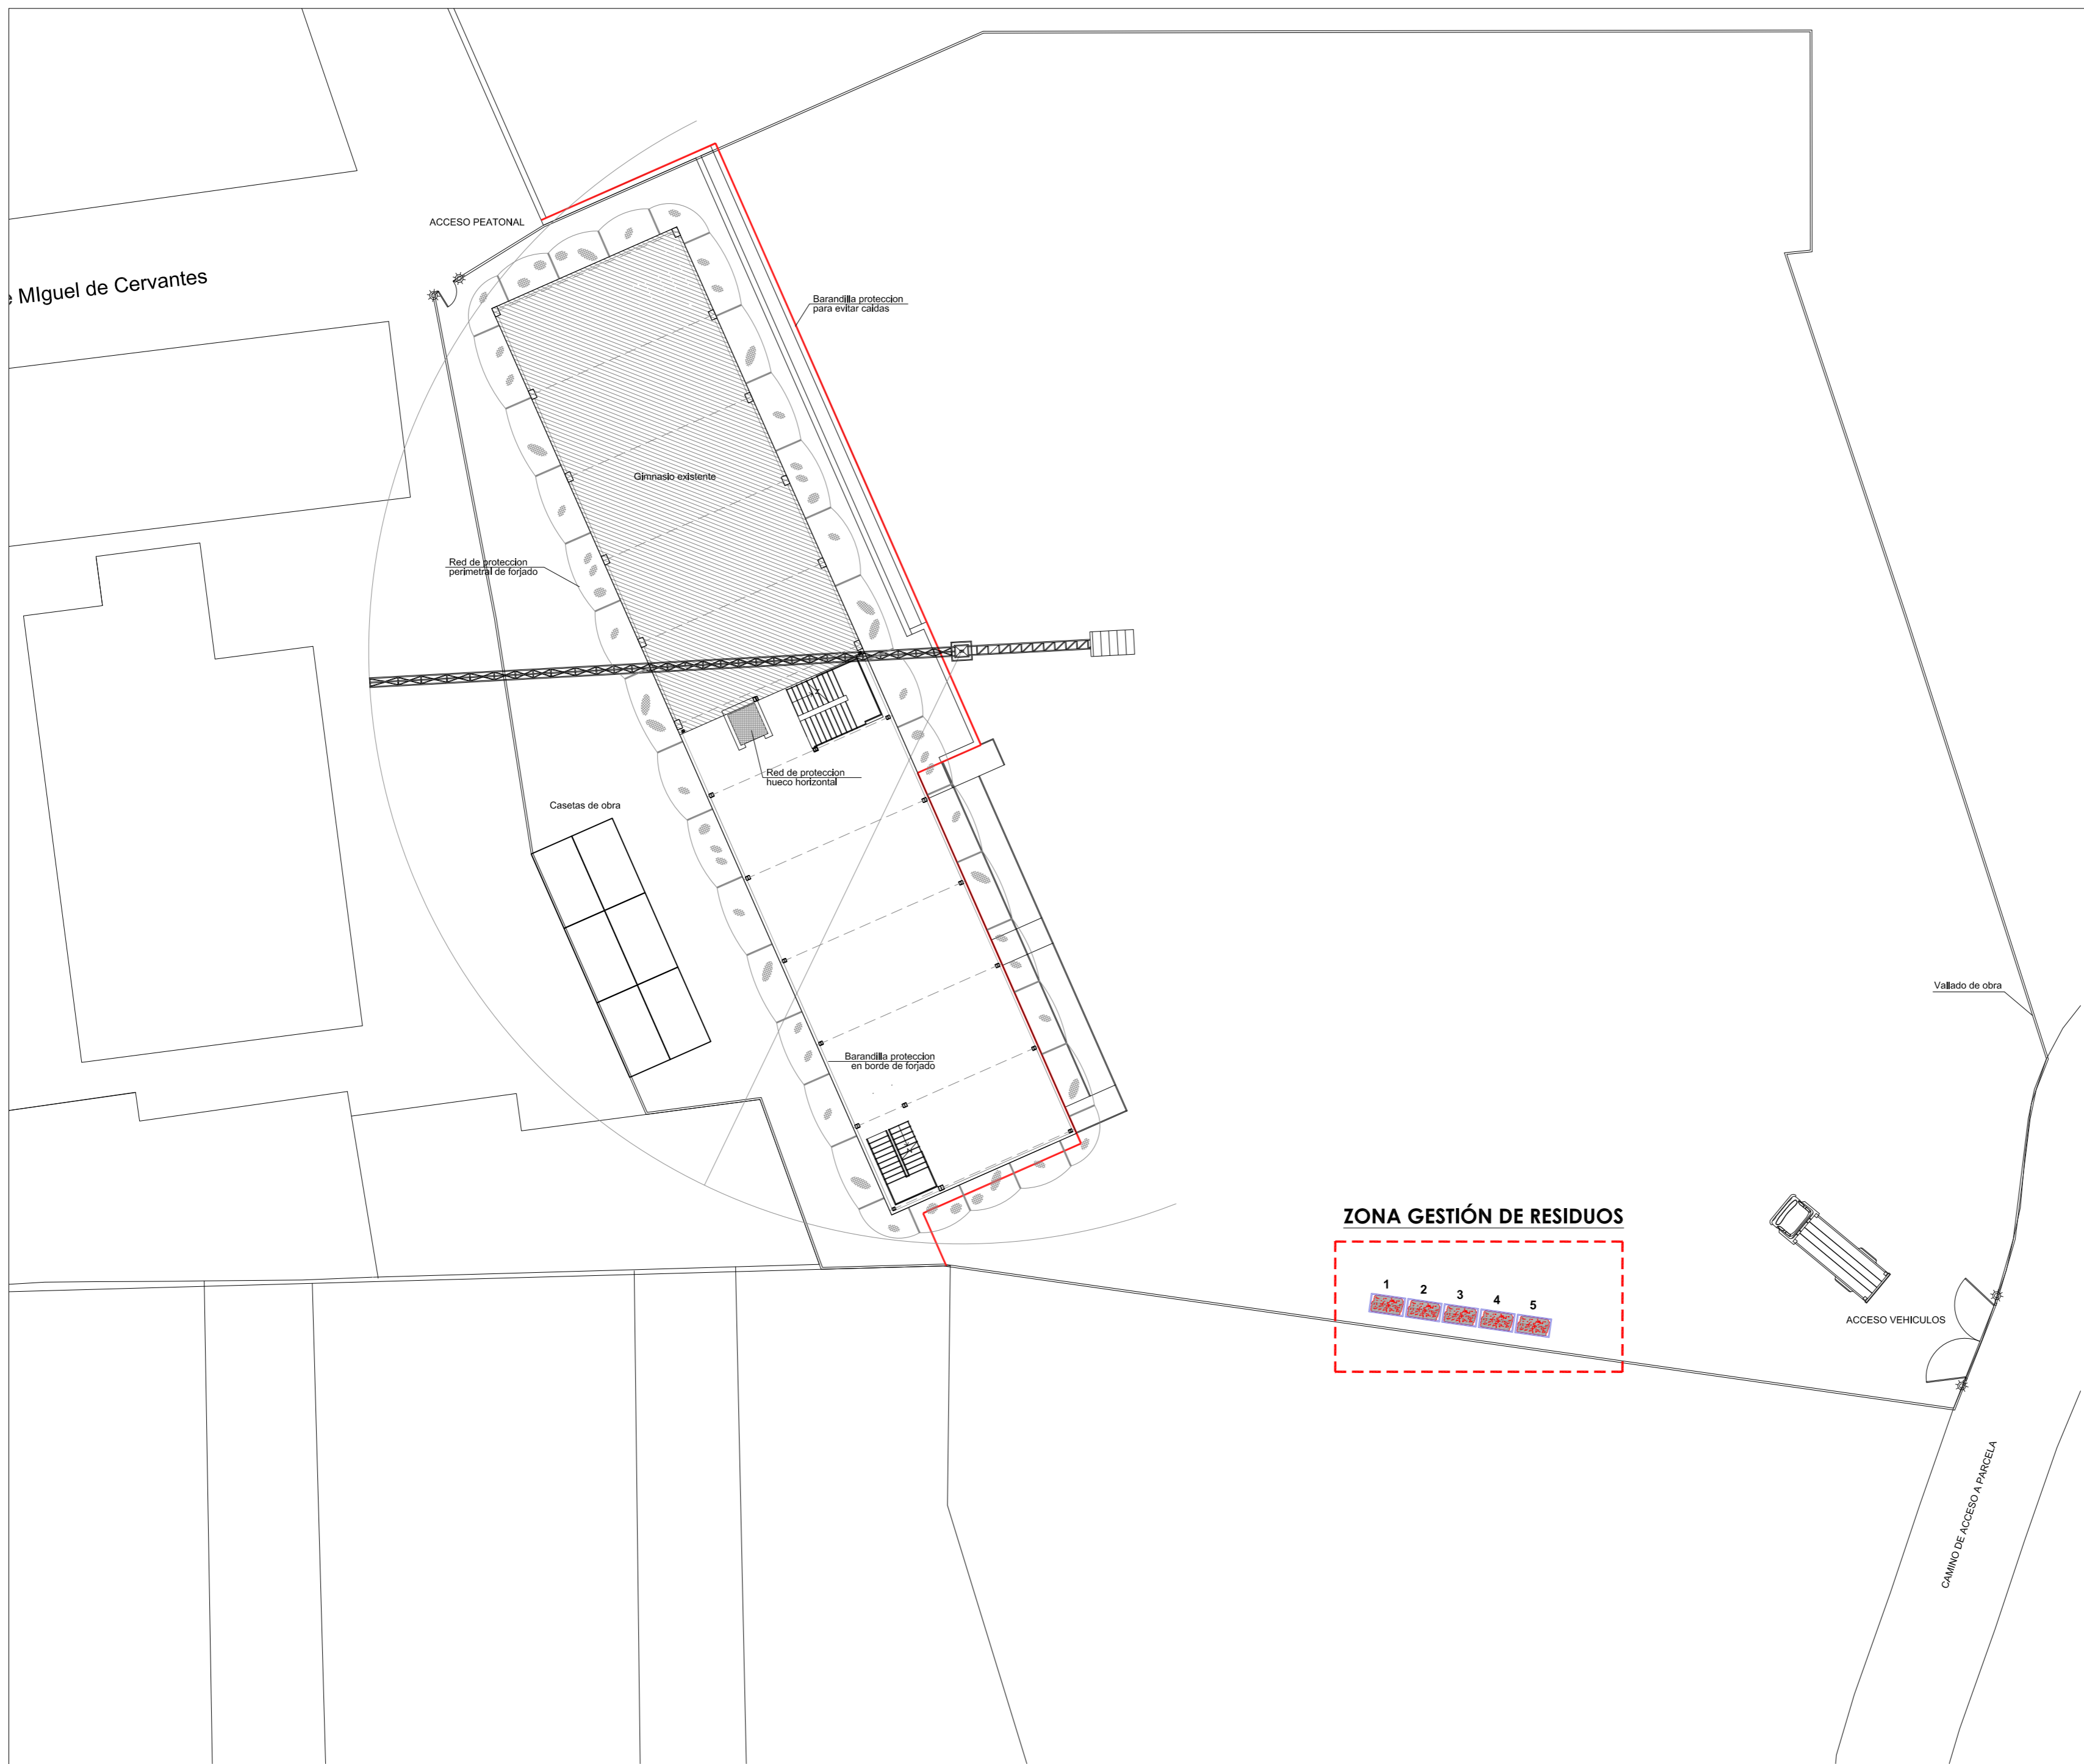 ACCESO PEATONAL
e MIguel de Cervantes
Barandilla proteccion
para evitar caidas
Gimnasio existente
Red de proteccion
perimetral de forjado
Red de proteccion
hueco horizontal
Casetas de obra
Vallado de obra
Barandilla proteccion
en borde de forjado
ZONA GESTIÓN DE RESIDUOS
1 2 3 4 5
ACCESO VEHICULOS
CAMINO DE ACCESO A PARCELA